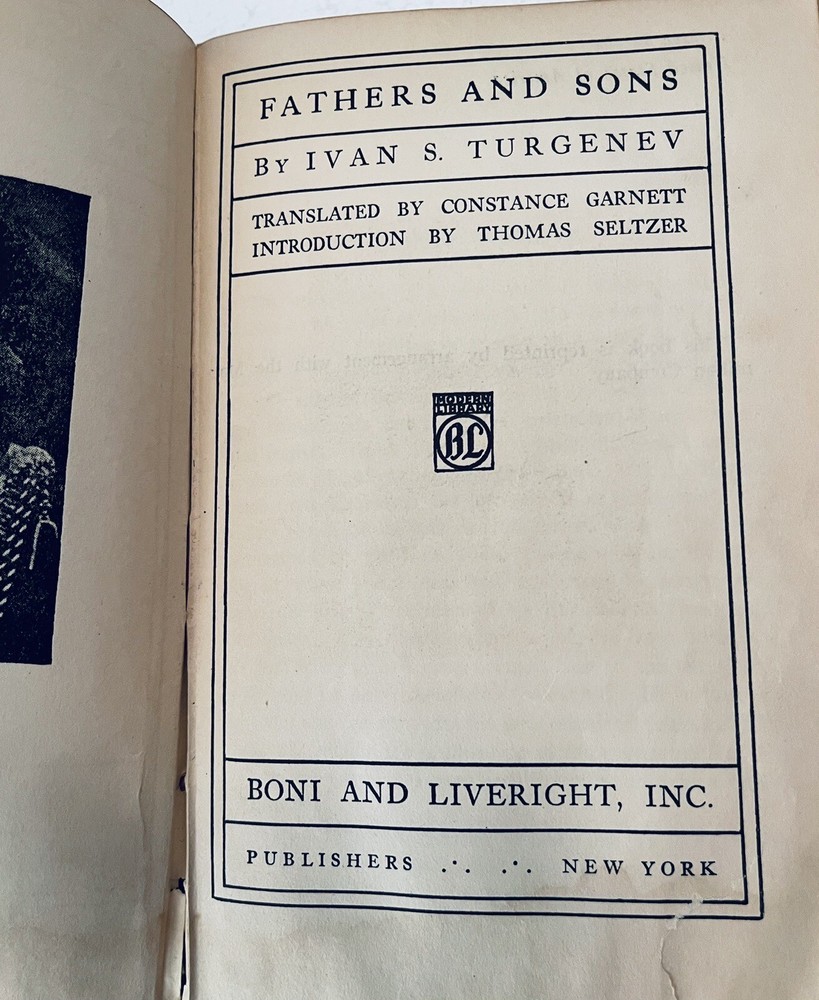 FATHERS AND SONS
BY IVAN S. TURGENEV
TRANSLATED BY CONSTANCE GARNETT
INTRODUCTION BY THOMAS SELTZER
MODERN
LIBRARY
BL
BONI AND LIVERIGHT, INC.
PUBLISHERS .·. .·. NEW YORK